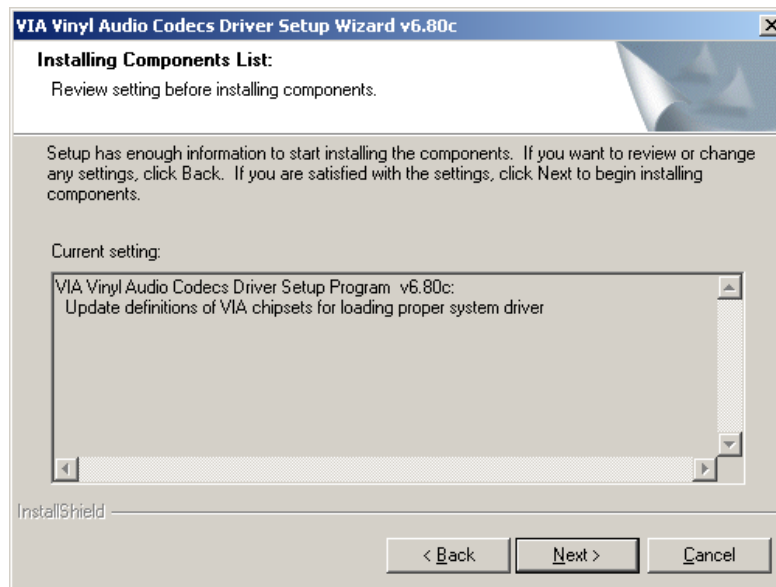 VIA Vinyl Audio Codecs Driver Setup Wizard v6.80c
Installing Components List:
Review setting before installing components.
Setup has enough information to start installing the components.  If you want to review or change
any settings, click Back.  If you are satisfied with the settings, click Next to begin installing
components.
Current setting:
VIA Vinyl Audio Codecs Driver Setup Program  v6.80c:
Update definitions of VIA chipsets for loading proper system driver
InstallShield
< Back
Next >
Cancel